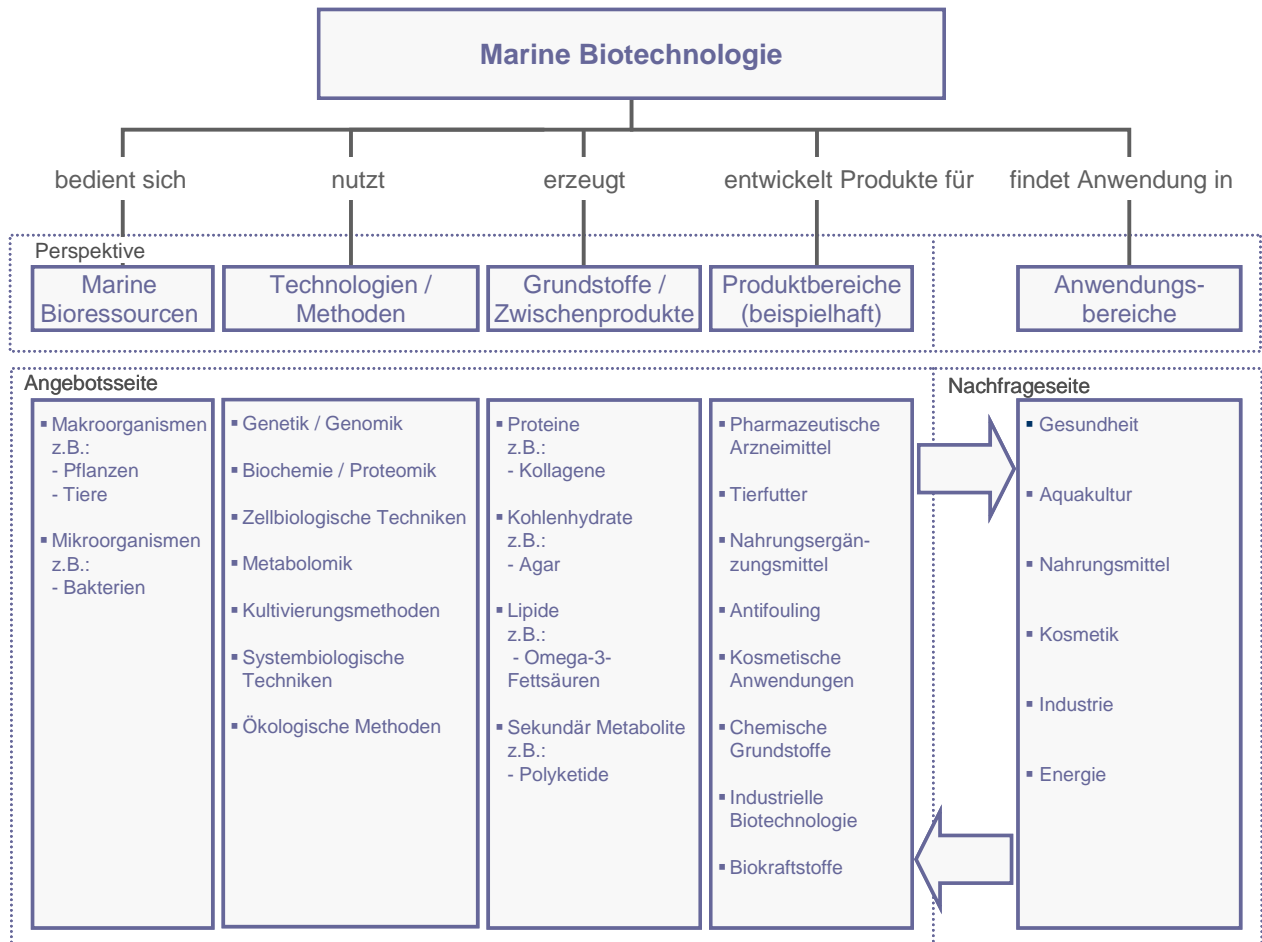 Marine Biotechnologie
bedient sich
nutzt
erzeugt
entwickelt Produkte für
findet Anwendung in
Perspektive
Marine
Bioressourcen
Technologien /
Methoden
Grundstoffe /
Zwischenprodukte
Produktbereiche
(beispielhaft)
Anwendungs-
bereiche
Angebotsseite
▪ Makroorganismen
z.B.:
- Pflanzen
- Tiere
▪ Mikroorganismen
z.B.:
- Bakterien
▪ Genetik / Genomik
▪ Biochemie / Proteomik
▪ Zellbiologische Techniken
▪ Metabolomik
▪ Kultivierungsmethoden
▪ Systembiologische
Techniken
▪ Ökologische Methoden
▪ Proteine
z.B.:
- Kollagene
▪ Kohlenhydrate
z.B.:
- Agar
▪ Lipide
z.B.:
- Omega-3-
Fettsäuren
▪ Sekundär Metabolite
z.B.:
- Polyketide
▪ Pharmazeutische
Arzneimittel
▪ Tierfutter
▪ Nahrungsergän-
zungsmittel
▪ Antifouling
▪ Kosmetische
Anwendungen
▪ Chemische
Grundstoffe
▪ Industrielle
Biotechnologie
▪ Biokraftstoffe
Nachfrageseite
▪ Gesundheit
▪ Aquakultur
▪ Nahrungsmittel
▪ Kosmetik
▪ Industrie
▪ Energie